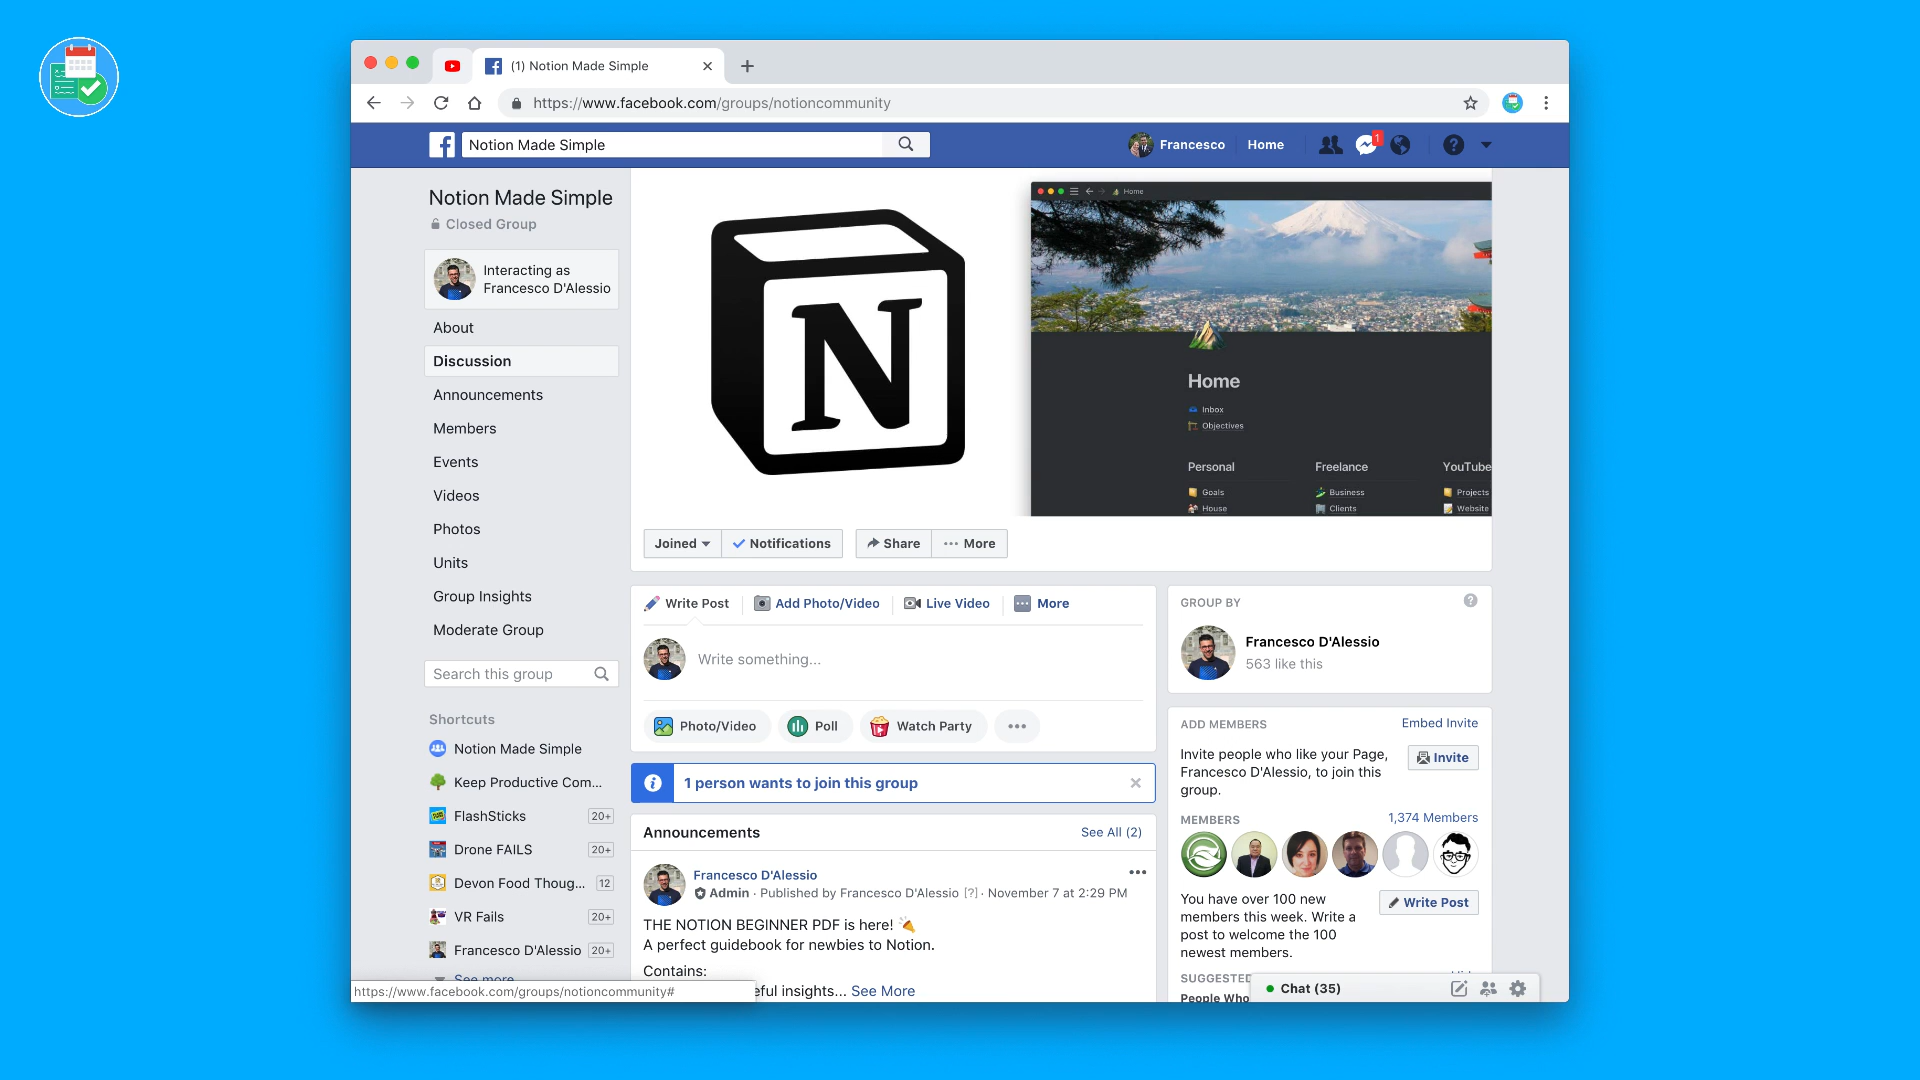 (1) Notion Made Simple
https://www.facebook.com/groups/notioncommunity
Notion Made Simple
Francesco
Home
1
Notion Made Simple
Closed Group
Interacting as
Francesco D'Alessio
About
Discussion
Announcements
Members
Events
Videos
Photos
Units
Group Insights
Moderate Group
Search this group
Shortcuts
Notion Made Simple
Keep Productive Com...
FlashSticks 20+
Drone FAILS 20+
Devon Food Thoug... 12
VR Fails 20+
Francesco D'Alessio 20+
See more
https://www.facebook.com/groups/notioncommunity#
N
Home
Home
Inbox
Objectives
Personal
Freelance
YouTube
Goals
Business
Projects
House
Clients
Website
Joined
Notifications
Share
More
Write Post
Add Photo/Video
Live Video
More
Write something...
Photo/Video
Poll
Watch Party
1 person wants to join this group
Announcements
See All (2)
Francesco D'Alessio
Admin · Published by Francesco D'Alessio [?] · November 7 at 2:29 PM
THE NOTION BEGINNER PDF is here!
A perfect guidebook for newbies to Notion.
Contains:
eful insights... See More
GROUP BY
Francesco D'Alessio
563 like this
ADD MEMBERS
Embed Invite
Invite people who like your Page,
Francesco D'Alessio, to join this
group.
Invite
MEMBERS
1,374 Members
You have over 100 new
members this week. Write a
post to welcome the 100
newest members.
Write Post
SUGGESTED
People Who
Chat (35)